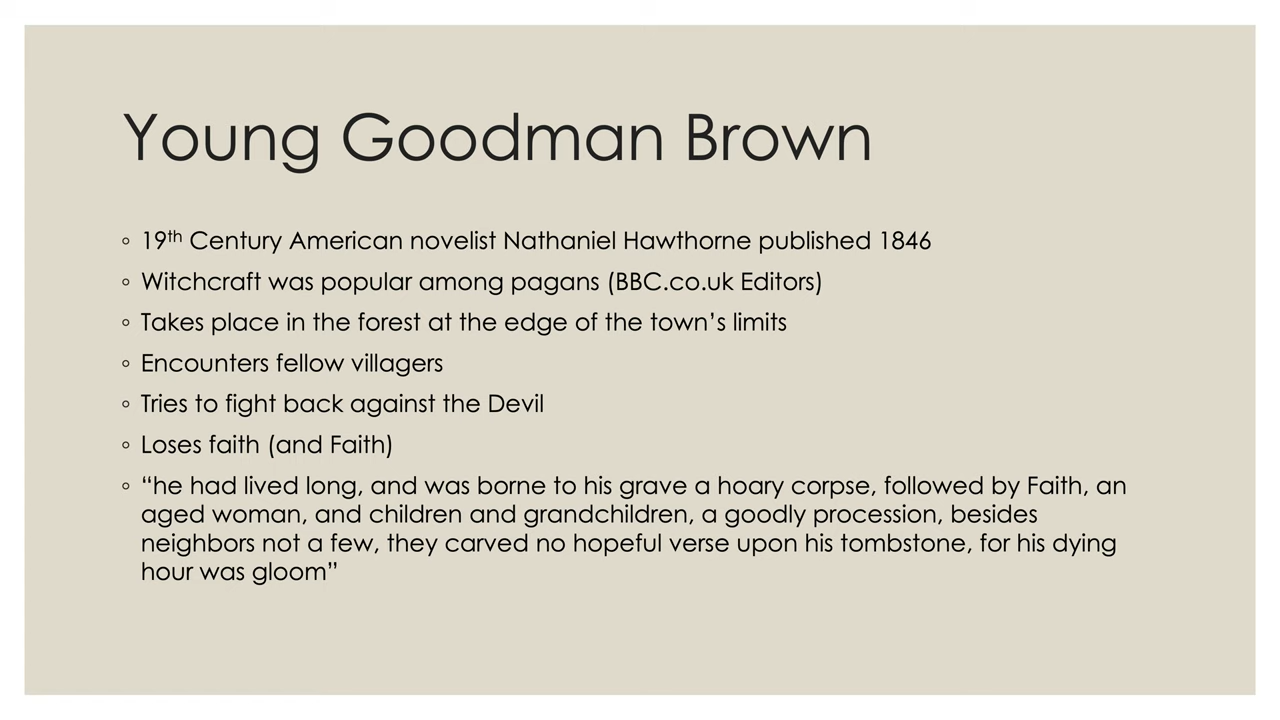 Young Goodman Brown
◦ 19th Century American novelist Nathaniel Hawthorne published 1846
◦ Witchcraft was popular among pagans (BBC.co.uk Editors)
◦ Takes place in the forest at the edge of the town’s limits
◦ Encounters fellow villagers
◦ Tries to fight back against the Devil
◦ Loses faith (and Faith)
◦ “he had lived long, and was borne to his grave a hoary corpse, followed by Faith, an
aged woman, and children and grandchildren, a goodly procession, besides
neighbors not a few, they carved no hopeful verse upon his tombstone, for his dying
hour was gloom”